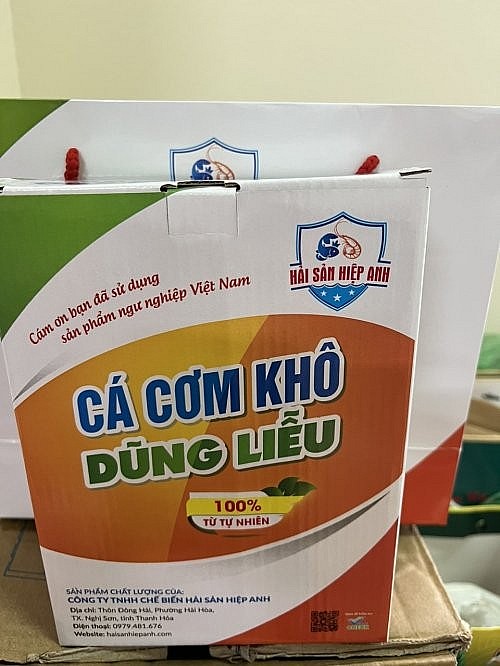 HẢI SẢN HIỆP ANH
Cám ơn bạn đã sử dụng
sản phẩm ngư nghiệp Việt Nam
CÁ CƠM KHÔ
DŨNG LIỄU
100%
TỪ TỰ NHIÊN
SẢN PHẨM CHẤT LƯỢNG CỦA:
CÔNG TY TNHH CHẾ BIẾN HẢI SẢN HIỆP ANH
Địa chỉ: Thôn Đông Hải, Phường Hải Hòa,
TX. Nghị Sơn, tỉnh Thanh Hóa
Điện thoại: 0979.481.676
Website: haisanhiepanh.com